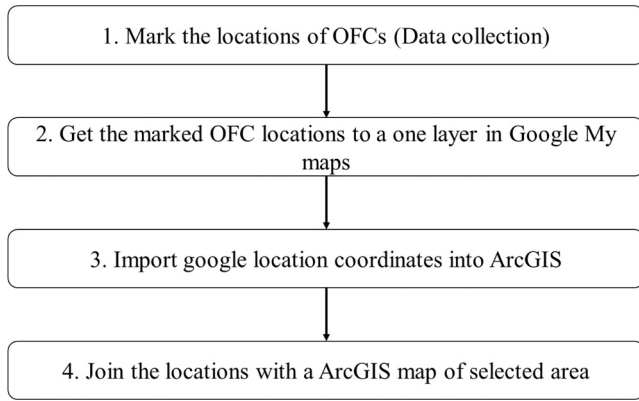 1. Mark the locations of OFCs (Data collection)
2. Get the marked OFC locations to a one layer in Google My
maps
3. Import google location coordinates into ArcGIS
4. Join the locations with a ArcGIS map of selected area